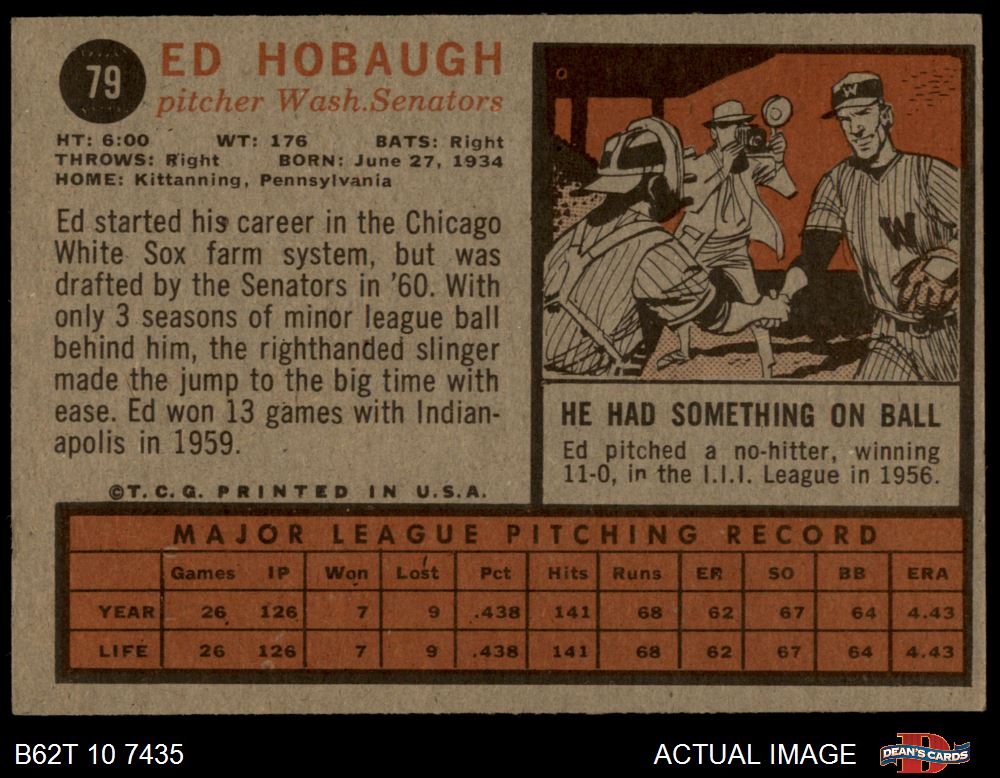 79
ED HOBAUGH
pitcher Wash.Senators
HT: 6:00 WT: 176 BATS: Right
THROWS: Right BORN: June 27, 1934
HOME: Kittanning, Pennsylvania
Ed started his career in the Chicago
White Sox farm system, but was
drafted by the Senators in '60. With
only 3 seasons of minor league ball
behind him, the righthanded slinger
made the jump to the big time with
ease. Ed won 13 games with Indian-
apolis in 1959.
©T.C.G. PRINTED IN U.S.A.
W
W
HE HAD SOMETHING ON BALL
Ed pitched a no-hitter, winning
11-0, in the I.I.I. League in 1956.
MAJOR LEAGUE PITCHING RECORD
Games IP Won Lost Pct Hits Runs ER SO BB ERA
YEAR 26 126 7 9 .438 141 68 62 67 64 4.43
LIFE 26 126 7 9 .438 141 68 62 67 64 4.43
B62T 10 7435
ACTUAL IMAGE
D
DEAN'S CARDS